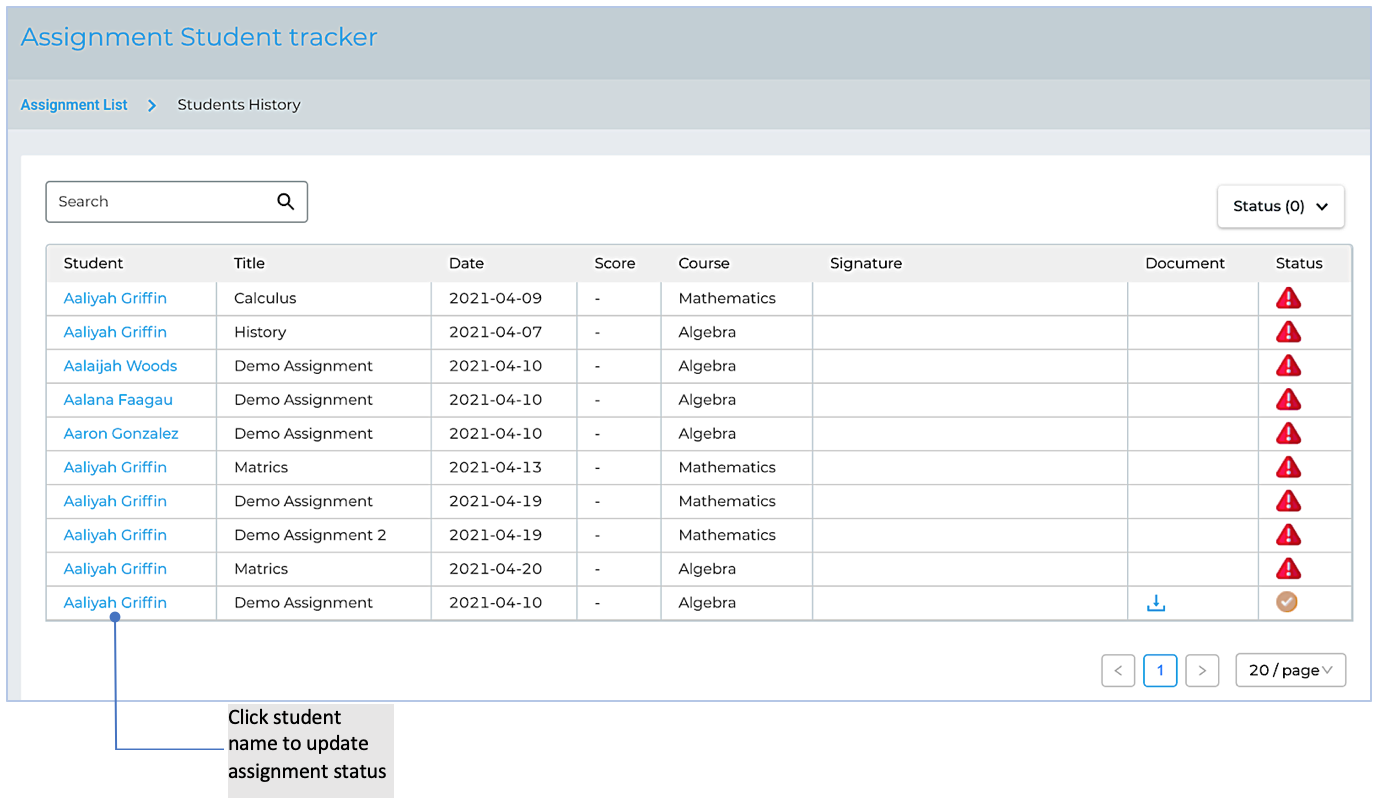 Assignment Student tracker
Assignment List > Students History
Search
Status (0)
Student Title Date Score Course Signature Document Status
Aaliyah Griffin Calculus 2021-04-09 - Mathematics
Aaliyah Griffin History 2021-04-07 - Algebra
Aalaijah Woods Demo Assignment 2021-04-10 - Algebra
Aalana Faagau Demo Assignment 2021-04-10 - Algebra
Aaron Gonzalez Demo Assignment 2021-04-10 - Algebra
Aaliyah Griffin Matrics 2021-04-13 - Mathematics
Aaliyah Griffin Demo Assignment 2021-04-19 - Mathematics
Aaliyah Griffin Demo Assignment 2 2021-04-19 - Mathematics
Aaliyah Griffin Matrics 2021-04-20 - Algebra
Aaliyah Griffin Demo Assignment 2021-04-10 - Algebra
< 1 > 20 / page
Click student
name to update
assignment status